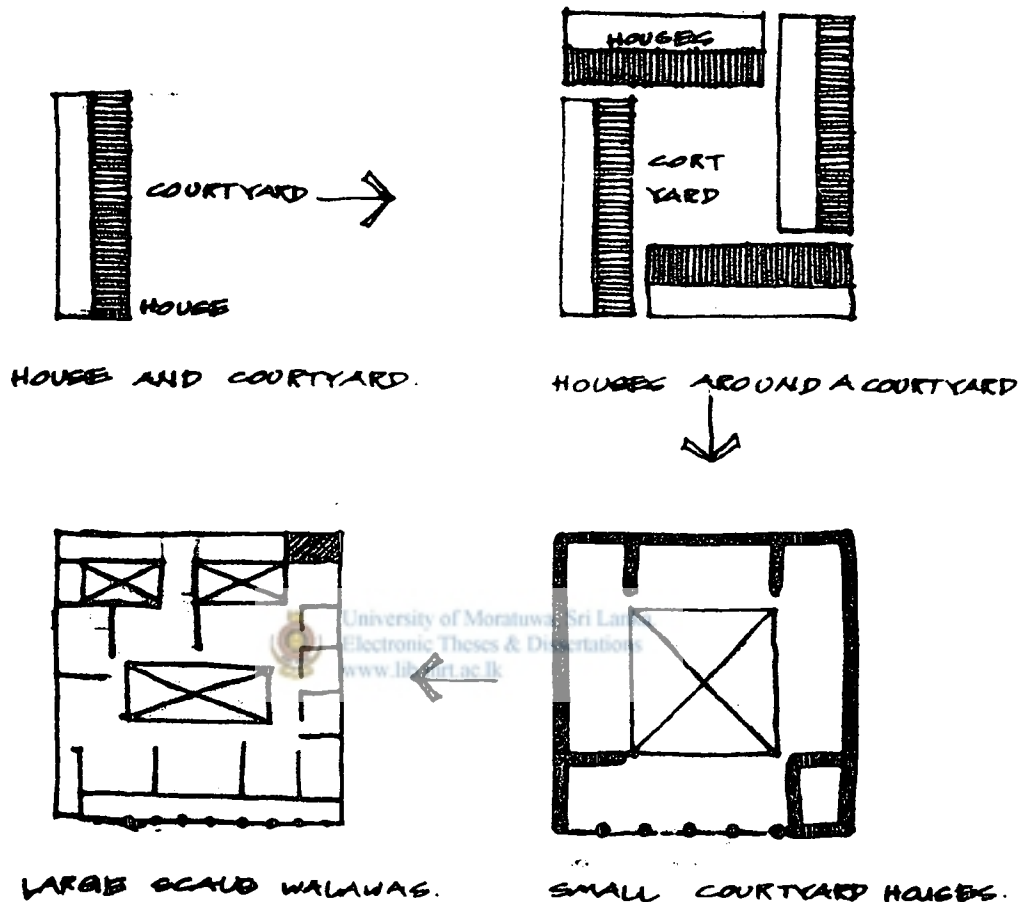 HOUSES
COURTYARD
CORT
YARD
HOUSE
HOUSE AND COURTYARD.
HOUSES AROUND A COURTYARD
University of Moratuwa, Sri Lanka
Electronic Theses & Dissertations
www.lib.mrt.ac.lk
LARGE SCALE WALAWAS.
SMALL COURTYARD HOUSES.